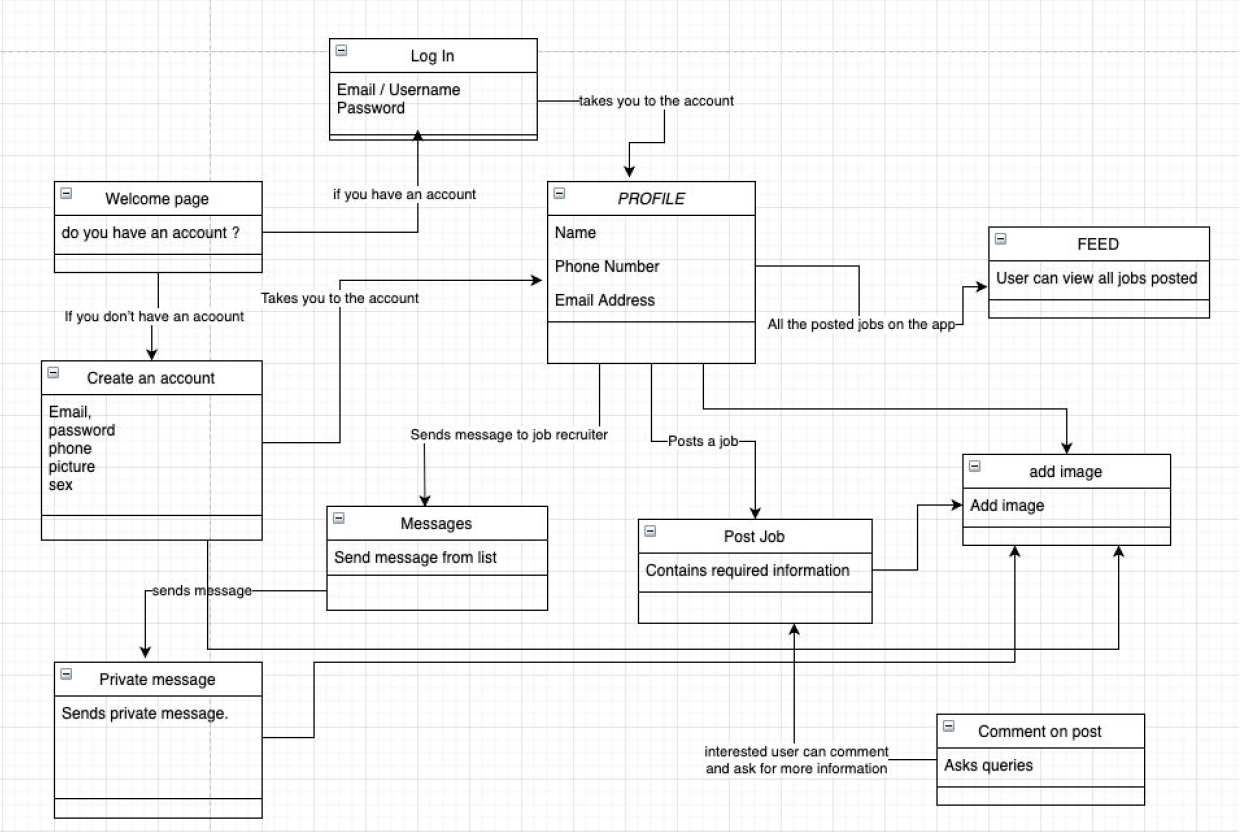 Log In
Email / Username
Password
takes you to the account
if you have an account
Welcome page
do you have an account ?
PROFILE
Name
Phone Number
Email Address
FEED
User can view all jobs posted
All the posted jobs on the app
Takes you to the account
If you don't have an account
Create an account
Email,
password
phone
picture
sex
Sends message to job recruiter
Posts a job
add image
Add image
Messages
Send message from list
Post Job
Contains required information
sends message
Private message
Sends private message.
interested user can comment
and ask for more information
Comment on post
Asks queries